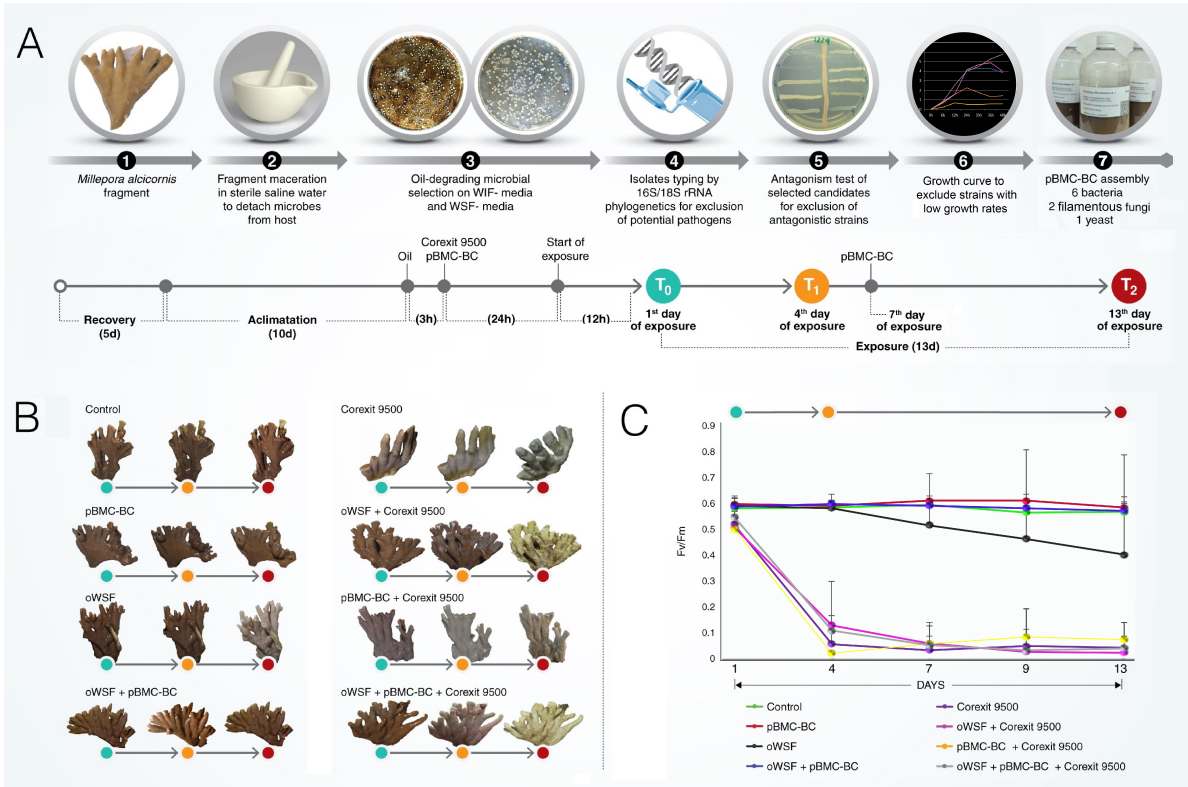 A
1
2
3
4
5
6
7
Millepora alcicornis
fragment
Fragment maceration
in sterile saline water
to detach microbes
from host
Oil-degrading microbial
selection on WIF- media
and WSF- media
Isolates typing by
16S/18S rRNA
phylogenetics for exclusion
of potential pathogens
Antagonism test of
selected candidates
for exclusion of
antagonistic strains
Growth curve to
exclude strains with
low growth rates
pBMC-BC assembly
6 bacteria
2 filamentous fungi
1 yeast
Oil
Corexit 9500
pBMC-BC
Start of
exposure
pBMC-BC
T0
T1
T2
Recovery
(5d)
Aclimatation
(10d)
(3h)
(24h)
(12h)
1st day
of exposure
4th day
of exposure
7th day
of exposure
13th day
of exposure
Exposure (13d)
B
Control
pBMC-BC
oWSF
oWSF + pBMC-BC
Corexit 9500
oWSF + Corexit 9500
pBMC-BC + Corexit 9500
oWSF + pBMC-BC + Corexit 9500
C
Fv/Fm
0.9
0.8
0.7
0.6
0.5
0.4
0.3
0.2
0.1
0
1
4
7
9
13
DAYS
Control
pBMC-BC
oWSF
oWSF + pBMC-BC
Corexit 9500
oWSF + Corexit 9500
pBMC-BC + Corexit 9500
oWSF + pBMC-BC + Corexit 9500